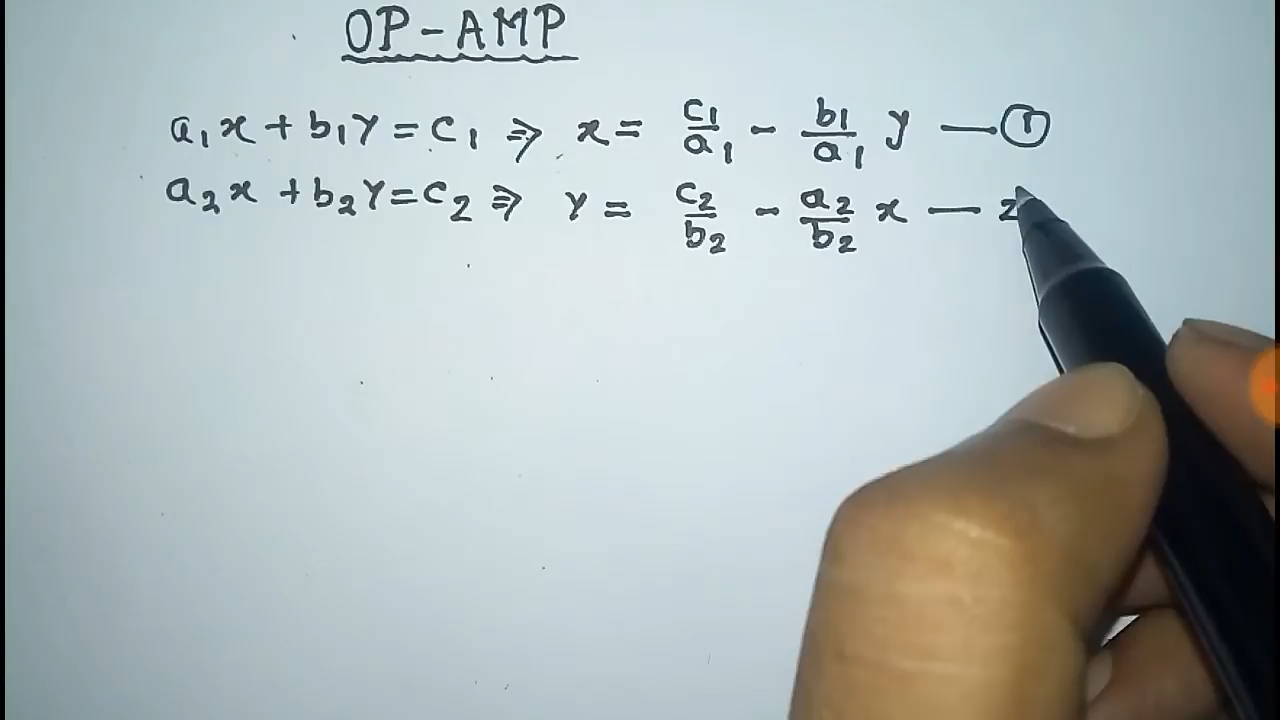 OP-AMP
a₁x + b₁y = c₁ ⇒ x = c₁/a₁ - b₁/a₁ y — ①
a₂x + b₂y = c₂ ⇒ y = c₂/b₂ - a₂/b₂ x — 2